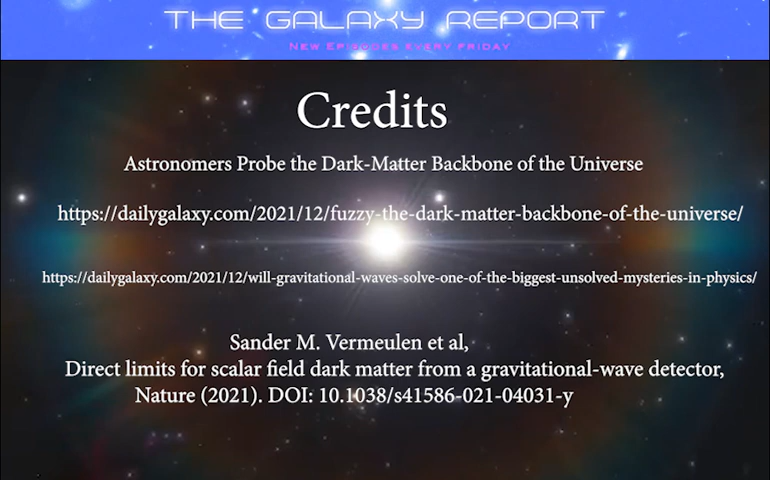 THE GALAXY REPORT
NEW EPISODES EVERY FRIDAY
Credits
Astronomers Probe the Dark-Matter Backbone of the Universe
https://dailygalaxy.com/2021/12/fuzzy-the-dark-matter-backbone-of-the-universe/
https://dailygalaxy.com/2021/12/will-gravitational-waves-solve-one-of-the-biggest-unsolved-mysteries-in-physics/
Sander M. Vermeulen et al,
Direct limits for scalar field dark matter from a gravitational-wave detector,
Nature (2021). DOI: 10.1038/s41586-021-04031-y